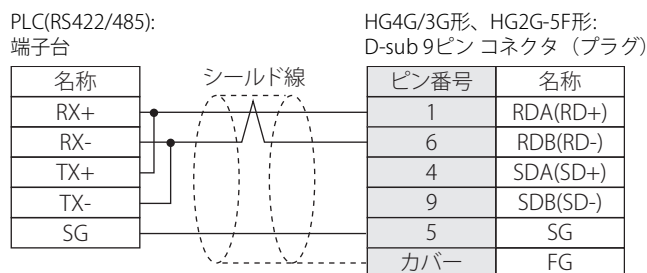 PLC(RS422/485):
端子台
HG4G/3G形、HG2G-5F形:
D-sub 9ピン コネクタ（プラグ）
シールド線
名称 ピン番号 名称
RX+ 1 RDA(RD+)
RX- 6 RDB(RD-)
TX+ 4 SDA(SD+)
TX- 9 SDB(SD-)
SG 5 SG
カバー FG